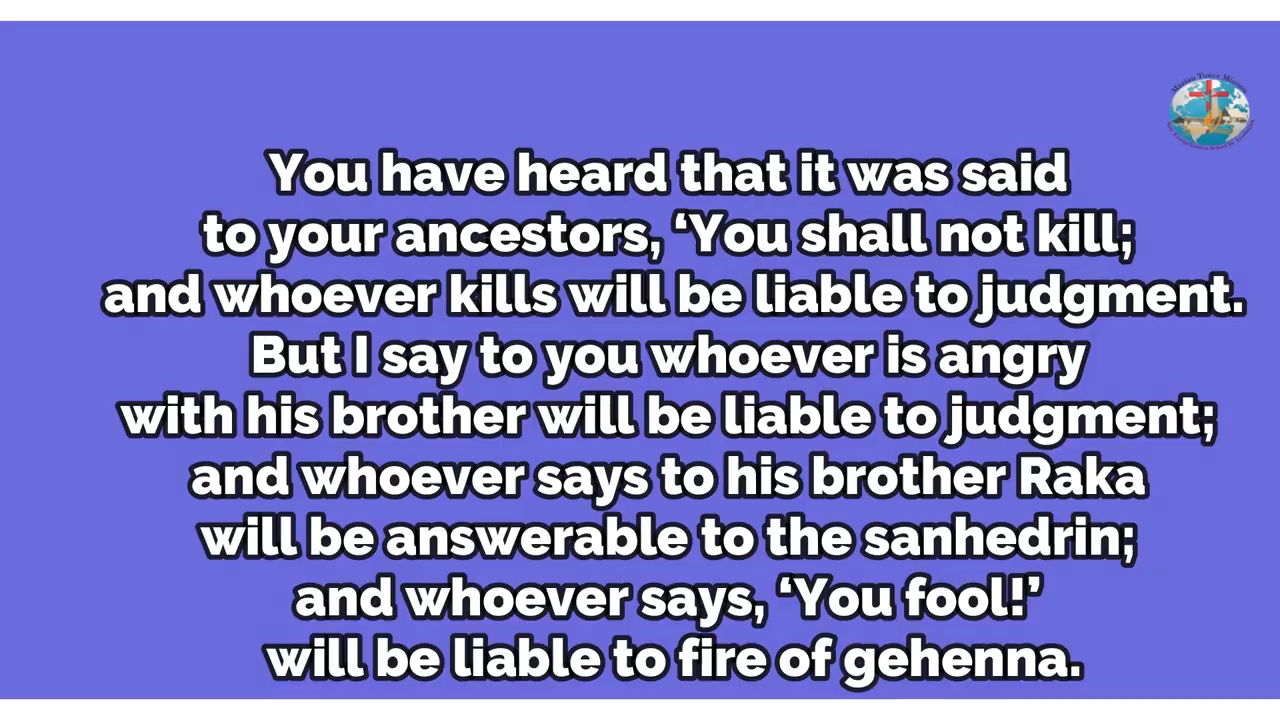 Marian Tones Mission
You have heard that it was said
to your ancestors, ‘You shall not kill;
and whoever kills will be liable to judgment.
But I say to you whoever is angry
with his brother will be liable to judgment;
and whoever says to his brother Raka
will be answerable to the sanhedrin;
and whoever says, ‘You fool!’
will be liable to fire of gehenna.